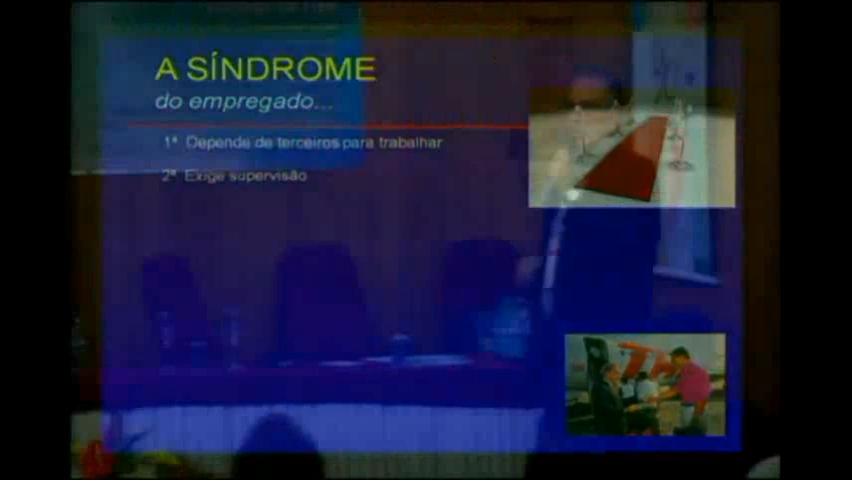 A SÍNDROME
do empregado...
1ª Depende de terceiros para trabalhar
2ª Exige supervisão